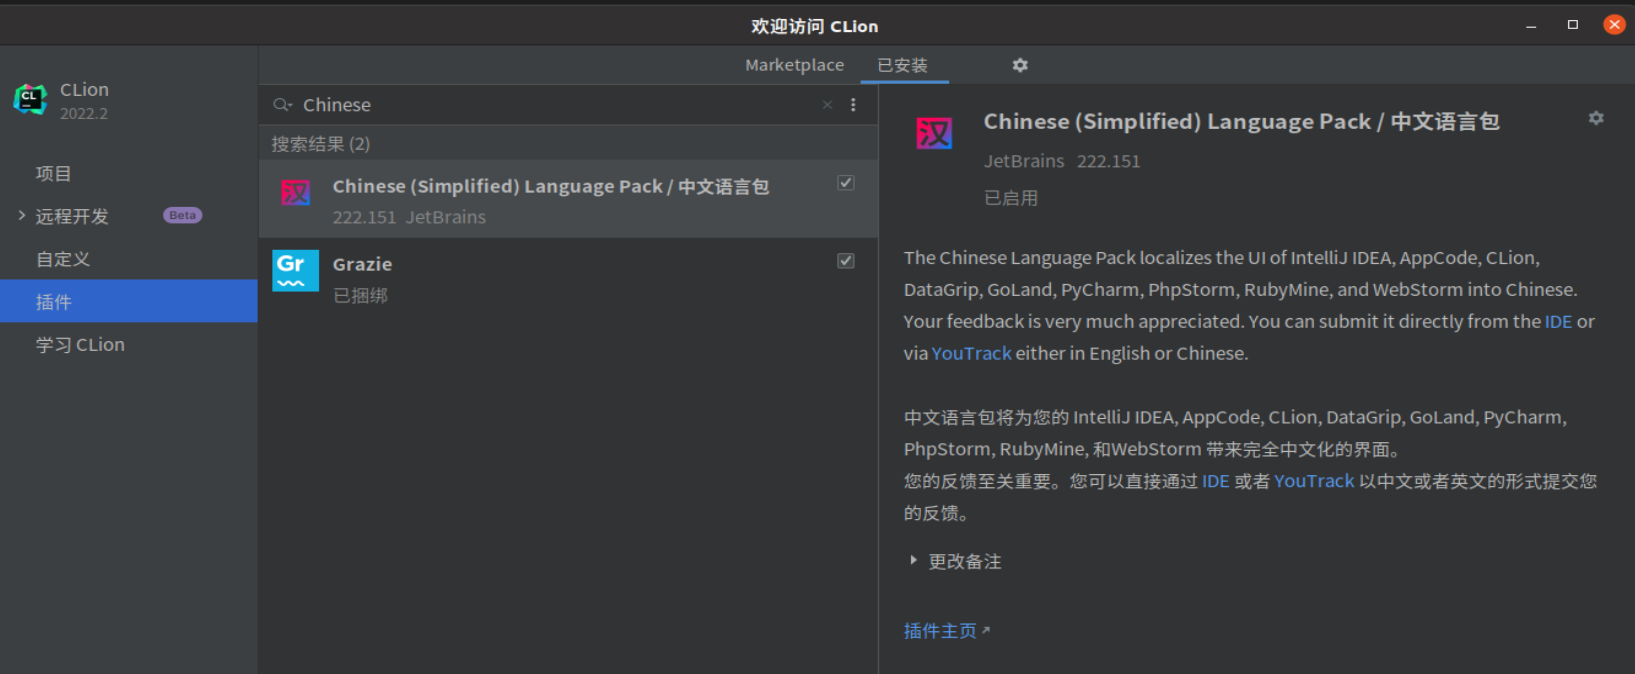 欢迎访问 CLion
CL
CLion
2022.2
项目
远程开发 Beta
自定义
插件
学习 CLion
Marketplace 已安装
Chinese
搜索结果 (2)
Chinese (Simplified) Language Pack / 中文语言包
222.151 JetBrains
Gr
Grazie
已捆绑
汉
汉
Chinese (Simplified) Language Pack / 中文语言包
JetBrains 222.151
已启用
The Chinese Language Pack localizes the UI of IntelliJ IDEA, AppCode, CLion,
DataGrip, GoLand, PyCharm, PhpStorm, RubyMine, and WebStorm into Chinese.
Your feedback is very much appreciated. You can submit it directly from the IDE or
via YouTrack either in English or Chinese.
中文语言包将为您的 IntelliJ IDEA, AppCode, CLion, DataGrip, GoLand, PyCharm,
PhpStorm, RubyMine, 和WebStorm 带来完全中文化的界面。
您的反馈至关重要。您可以直接通过 IDE 或者 YouTrack 以中文或者英文的形式提交您
的反馈。
更改备注
插件主页